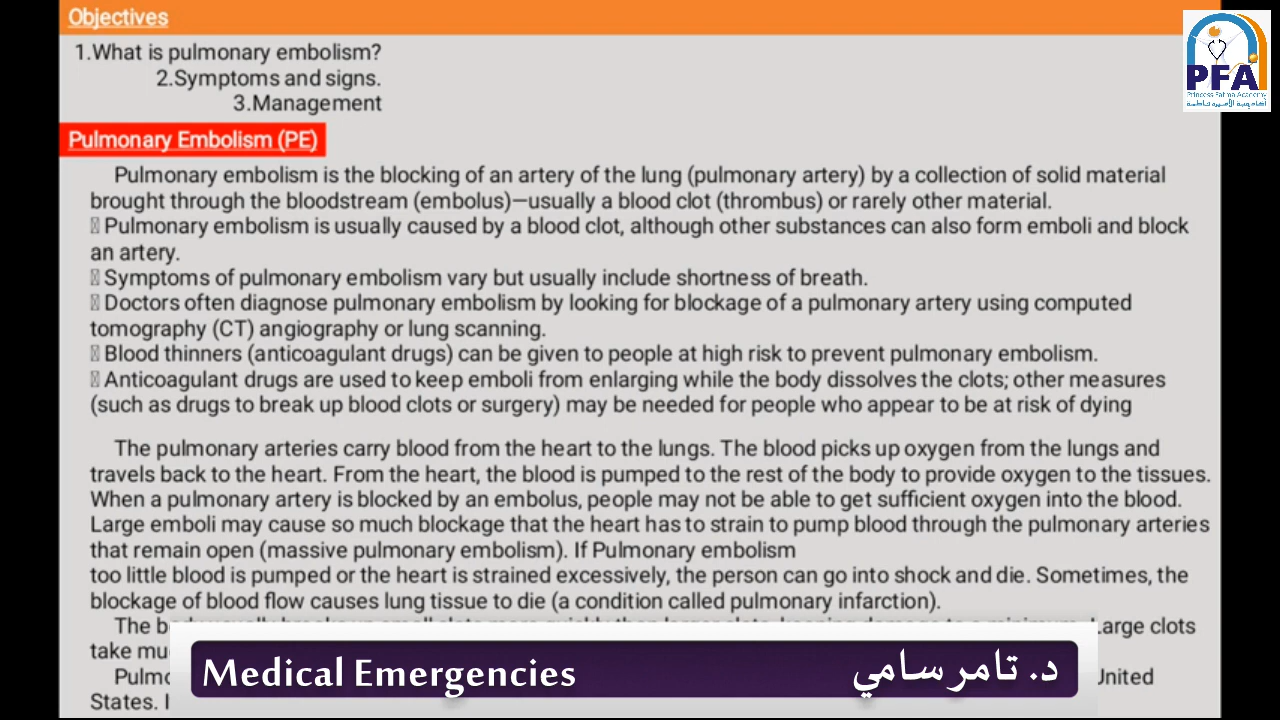 Objectives
1.What is pulmonary embolism?
2.Symptoms and signs.
3.Management
PFA
Princess Fatma Academy
أكاديمية الأميرة فاطمة
Pulmonary Embolism (PE)
Pulmonary embolism is the blocking of an artery of the lung (pulmonary artery) by a collection of solid material
brought through the bloodstream (embolus)—usually a blood clot (thrombus) or rarely other material.
Pulmonary embolism is usually caused by a blood clot, although other substances can also form emboli and block
an artery.
Symptoms of pulmonary embolism vary but usually include shortness of breath.
Doctors often diagnose pulmonary embolism by looking for blockage of a pulmonary artery using computed
tomography (CT) angiography or lung scanning.
Blood thinners (anticoagulant drugs) can be given to people at high risk to prevent pulmonary embolism.
Anticoagulant drugs are used to keep emboli from enlarging while the body dissolves the clots; other measures
(such as drugs to break up blood clots or surgery) may be needed for people who appear to be at risk of dying
The pulmonary arteries carry blood from the heart to the lungs. The blood picks up oxygen from the lungs and
travels back to the heart. From the heart, the blood is pumped to the rest of the body to provide oxygen to the tissues.
When a pulmonary artery is blocked by an embolus, people may not be able to get sufficient oxygen into the blood.
Large emboli may cause so much blockage that the heart has to strain to pump blood through the pulmonary arteries
that remain open (massive pulmonary embolism). If Pulmonary embolism
too little blood is pumped or the heart is strained excessively, the person can go into shock and die. Sometimes, the
blockage of blood flow causes lung tissue to die (a condition called pulmonary infarction).
The Large clots
take
United
States.
Medical Emergencies
د. تامر سامي